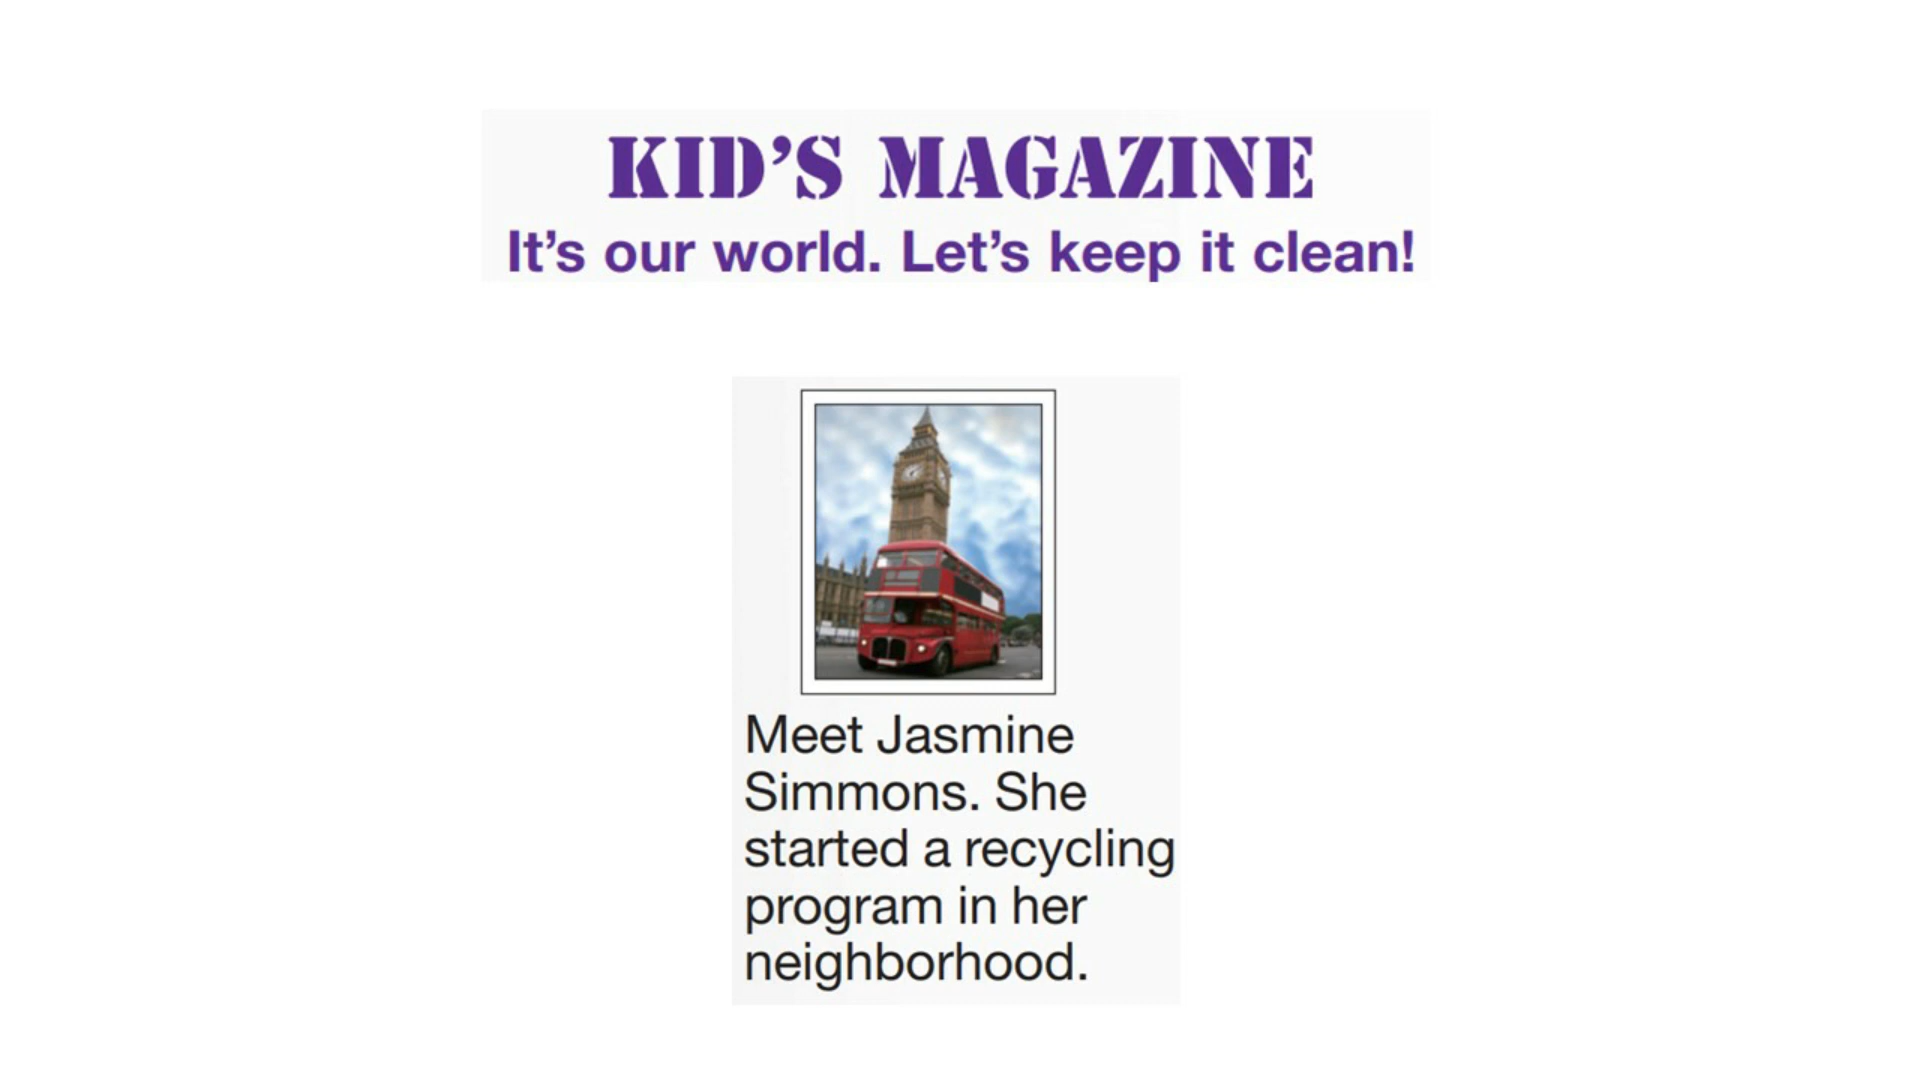 KID’S MAGAZINE
It’s our world. Let’s keep it clean!
Meet Jasmine
Simmons. She
started a recycling
program in her
neighborhood.